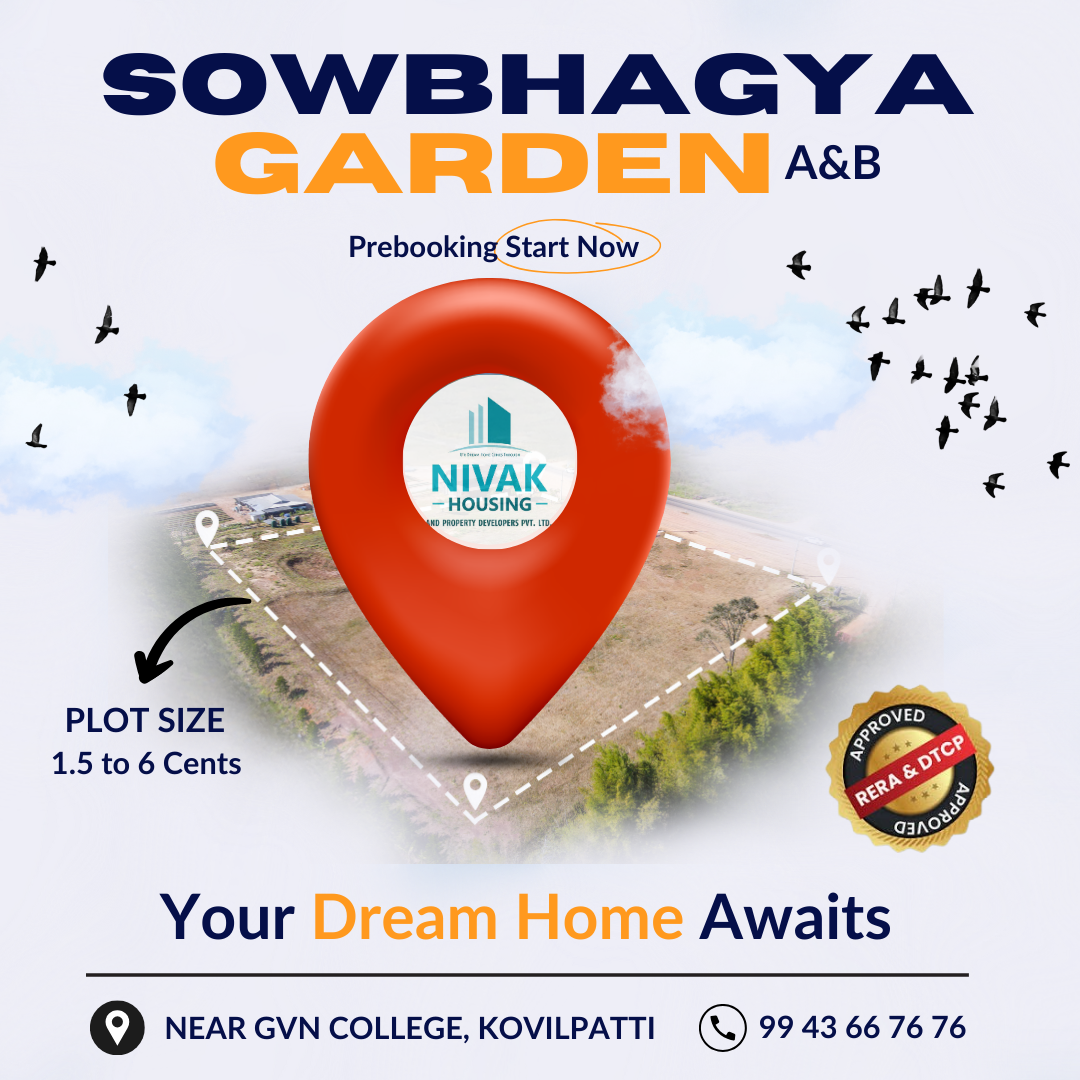 SOWBHAGYA
GARDEN A&B
Prebooking Start Now
NIVAK
HOUSING
AND PROPERTY DEVELOPERS PVT. LTD.
PLOT SIZE
1.5 to 6 Cents
APPROVED
RERA & DTCP
APPROVED
Your Dream Home Awaits
NEAR GVN COLLEGE, KOVILPATTI
99 43 66 76 76